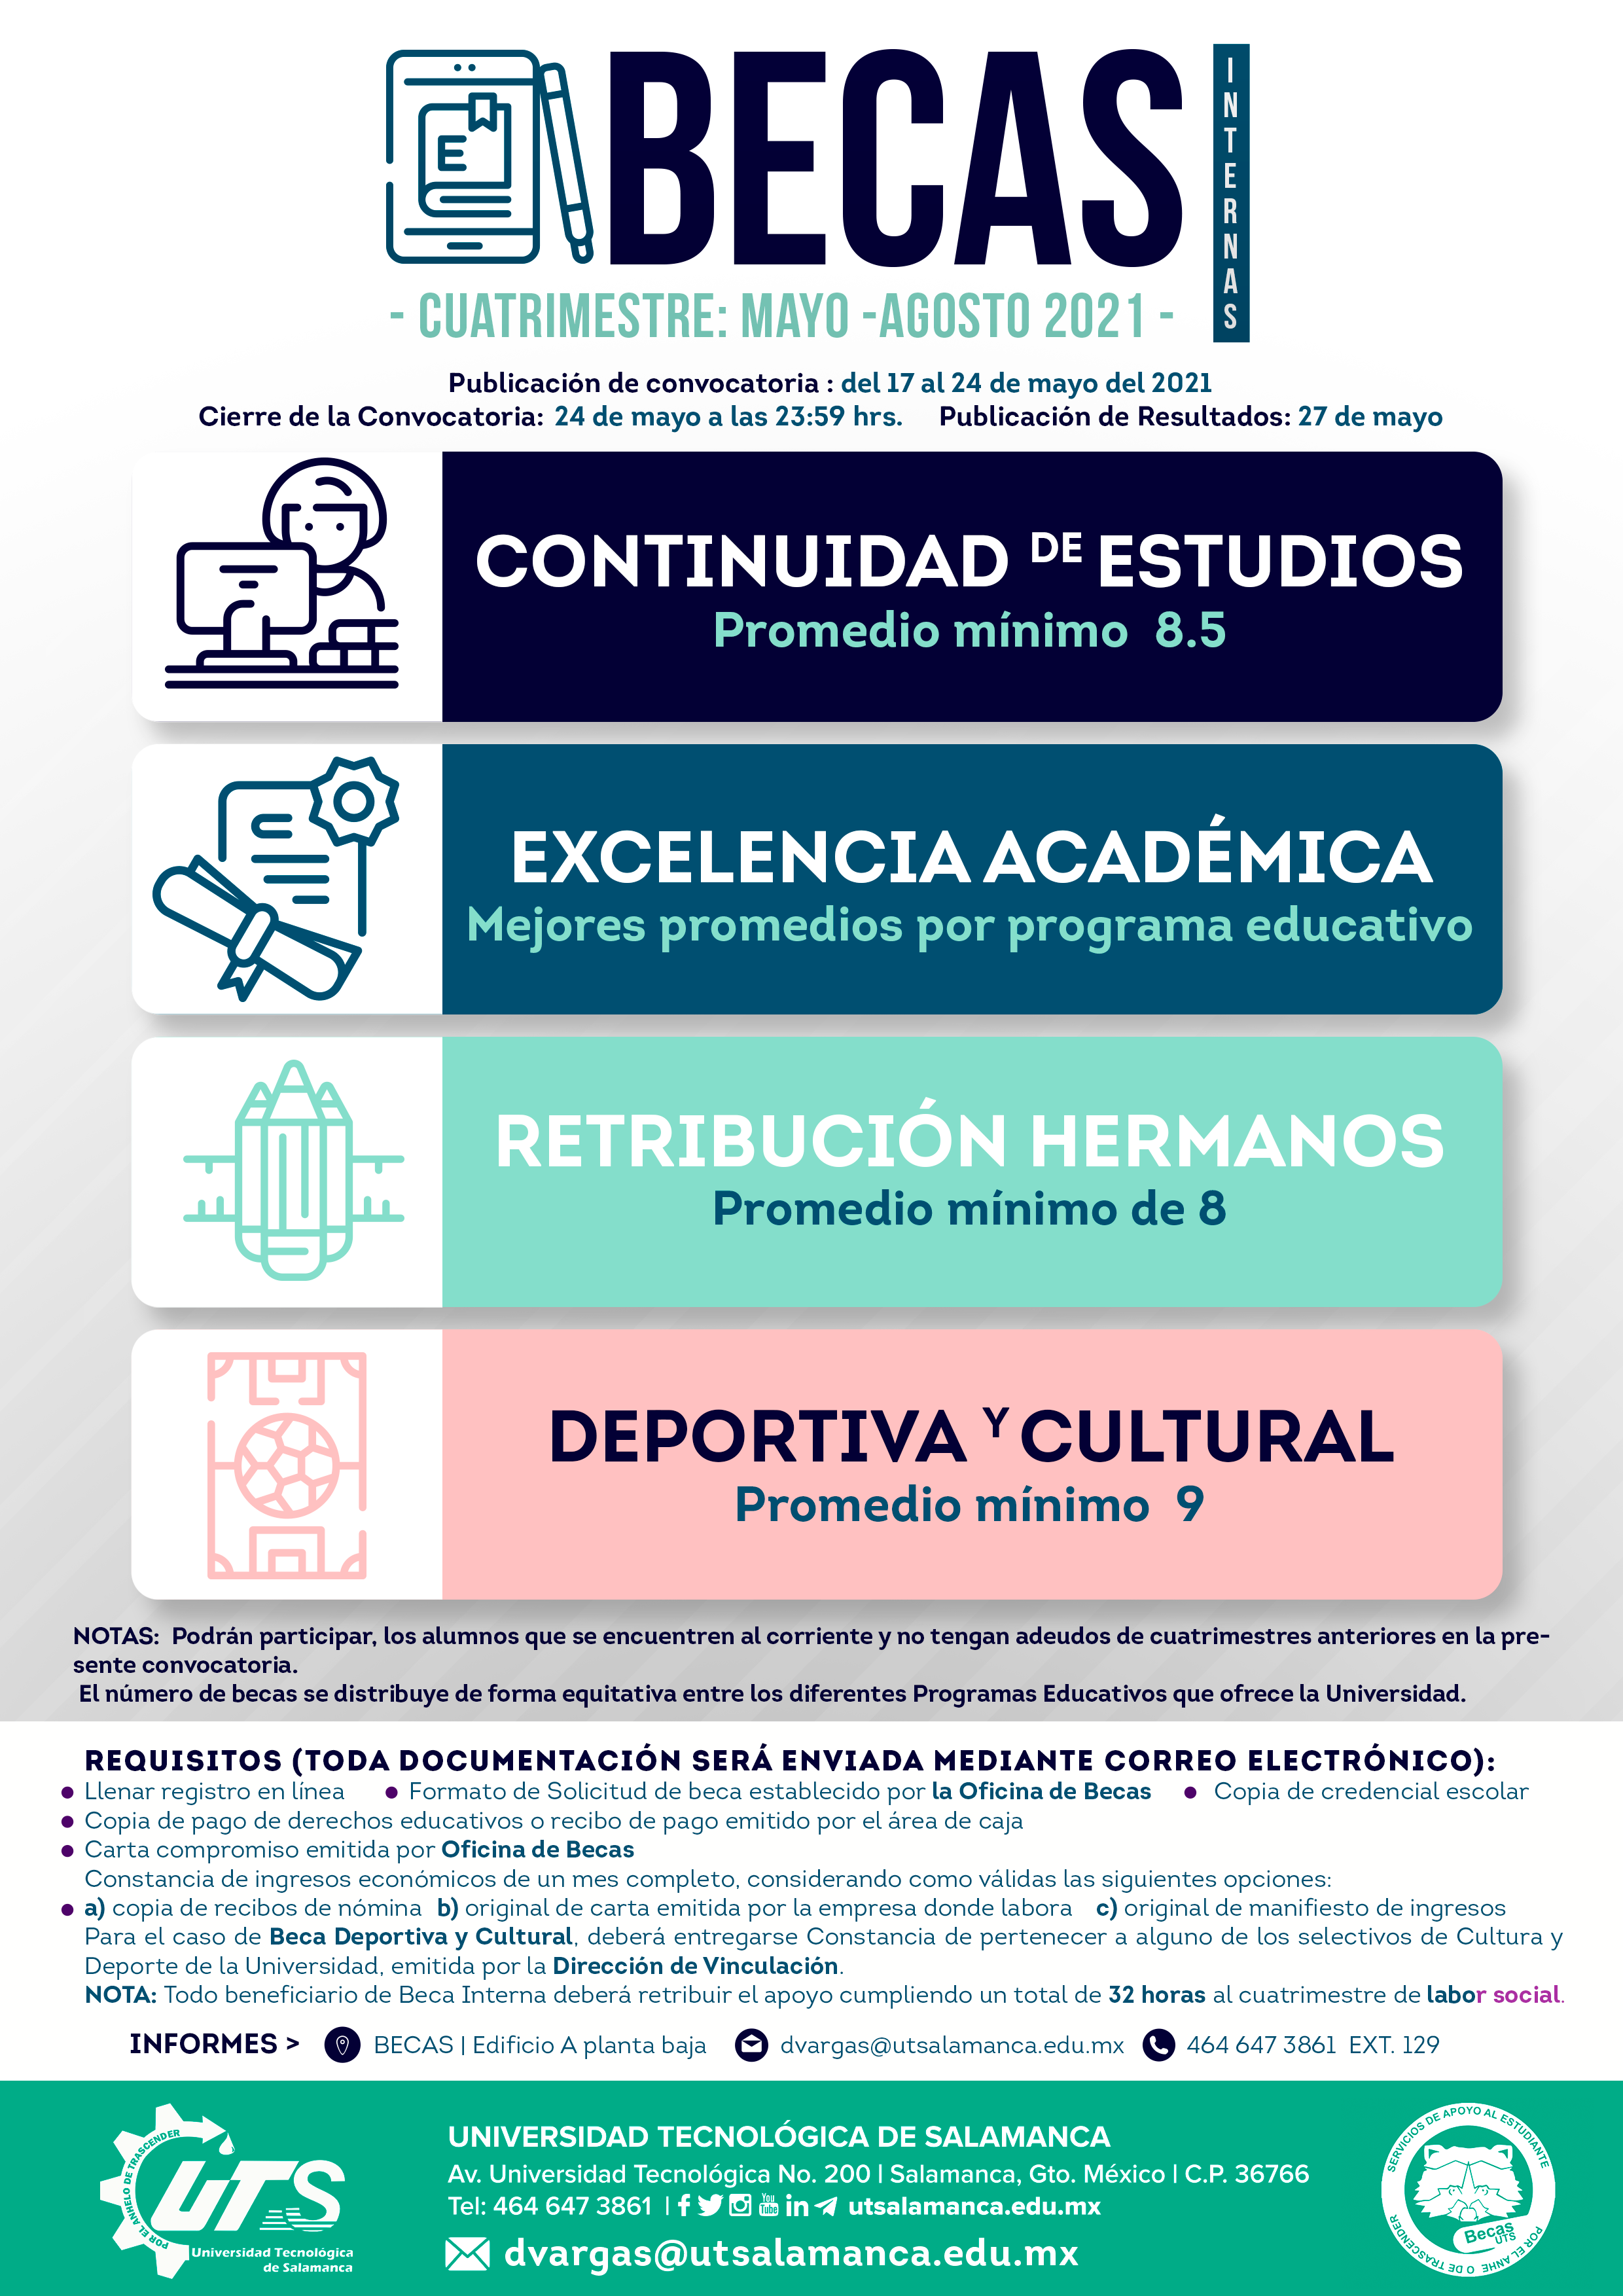 E
BECAS
INTERNAS
- CUATRIMESTRE: MAYO -AGOSTO 2021 -
Publicación de convocatoria : del 17 al 24 de mayo del 2021
Cierre de la Convocatoria: 24 de mayo a las 23:59 hrs. Publicación de Resultados: 27 de mayo
CONTINUIDAD DE ESTUDIOS
Promedio mínimo 8.5
EXCELENCIA ACADÉMICA
Mejores promedios por programa educativo
RETRIBUCIÓN HERMANOS
Promedio mínimo de 8
DEPORTIVA Y CULTURAL
Promedio mínimo 9
NOTAS: Podrán participar, los alumnos que se encuentren al corriente y no tengan adeudos de cuatrimestres anteriores en la pre-
sente convocatoria.
El número de becas se distribuye de forma equitativa entre los diferentes Programas Educativos que ofrece la Universidad.
REQUISITOS (TODA DOCUMENTACIÓN SERÁ ENVIADA MEDIANTE CORREO ELECTRÓNICO):
• Llenar registro en línea • Formato de Solicitud de beca establecido por la Oficina de Becas • Copia de credencial escolar
• Copia de pago de derechos educativos o recibo de pago emitido por el área de caja
• Carta compromiso emitida por Oficina de Becas
Constancia de ingresos económicos de un mes completo, considerando como válidas las siguientes opciones:
• a) copia de recibos de nómina b) original de carta emitida por la empresa donde labora c) original de manifiesto de ingresos
Para el caso de Beca Deportiva y Cultural, deberá entregarse Constancia de pertenecer a alguno de los selectivos de Cultura y
Deporte de la Universidad, emitida por la Dirección de Vinculación.
NOTA: Todo beneficiario de Beca Interna deberá retribuir el apoyo cumpliendo un total de 32 horas al cuatrimestre de labor social.
INFORMES > BECAS | Edificio A planta baja dvargas@utsalamanca.edu.mx 464 647 3861 EXT. 129
POR EL ANHELO DE TRASCENDER
UTS
Universidad Tecnológica
de Salamanca
UNIVERSIDAD TECNOLÓGICA DE SALAMANCA
Av. Universidad Tecnológica No. 200 | Salamanca, Gto. México | C.P. 36766
Tel: 464 647 3861 | You Tube in utsalamanca.edu.mx
dvargas@utsalamanca.edu.mx
SERVICIOS DE APOYO AL ESTUDIANTE
Becas
UTS
POR EL ANHE O DE TRASCENDER